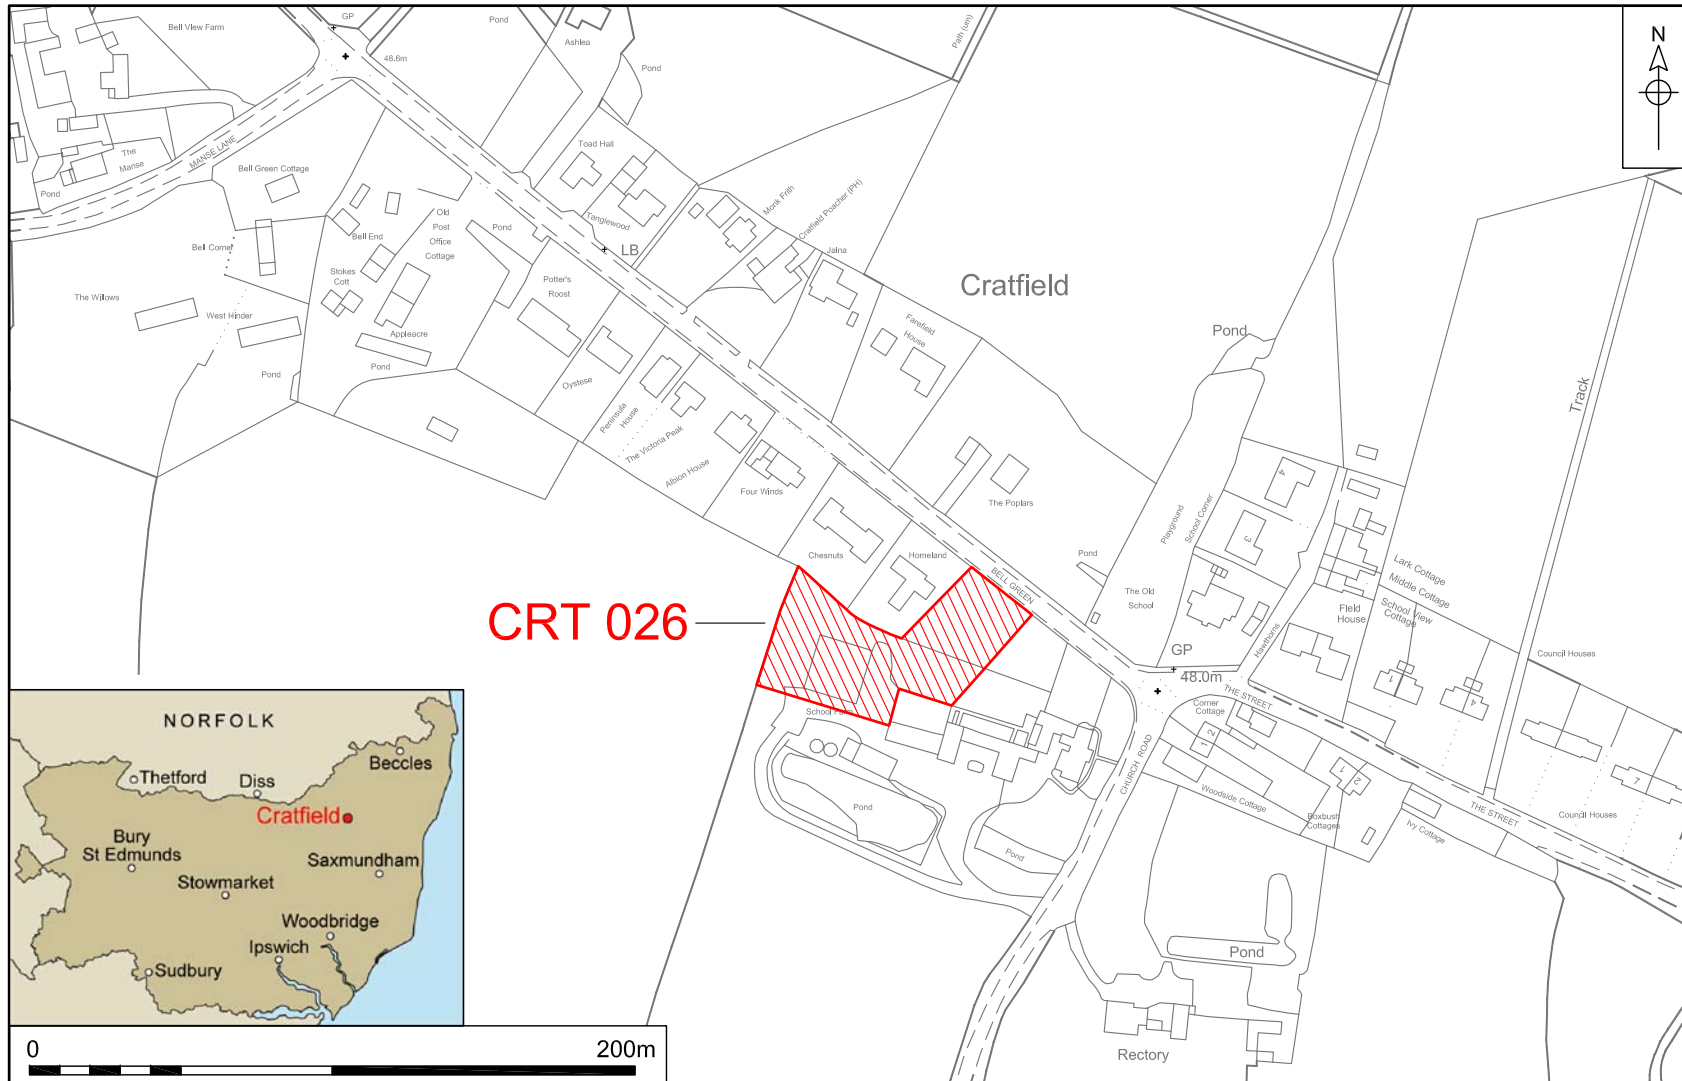 GP
Bell View Farm
Pond
Ashlea
48.6m
Pond
Path (um)
N
MANSE LANE
The
Manse
Pond
Toad Hall
Bell Green Cottage
Tanglewood
LB
Monk Frith
Cratfield Poacher (PH)
Jalna
Old
Post
Office
Cottage
Pond
Bell End
Bell Corner
Stokes
Cott
Potter's
Roost
Cratfield
The Willows
West Hinder
Appleacre
Pond
Pond
Farefield
House
Pond
Track
Oystese
Peninsula
House
The Victoria Peak
Albion House
Four Winds
The Poplars
Playground
School Corner
4
3
Chesnuts
Homeland
BELL GREEN
Pond
The Old
School
Lark Cottage
Middle Cottage
School View
Cottage
Field
House
Hawthorns
Council Houses
CRT 026
GP
48.0m
THE STREET
1
4
School Farm
Corner
Cottage
1 2
CHURCH ROAD
Woodside Cottage
Boxbush
Cottages
1 2
Ivy Cottage
THE STREET
Council Houses
7
Pond
Pond
Pond
Rectory
NORFOLK
Thetford
Diss
Beccles
Cratfield
Bury
St Edmunds
Stowmarket
Saxmundham
Woodbridge
Ipswich
Sudbury
0
200m